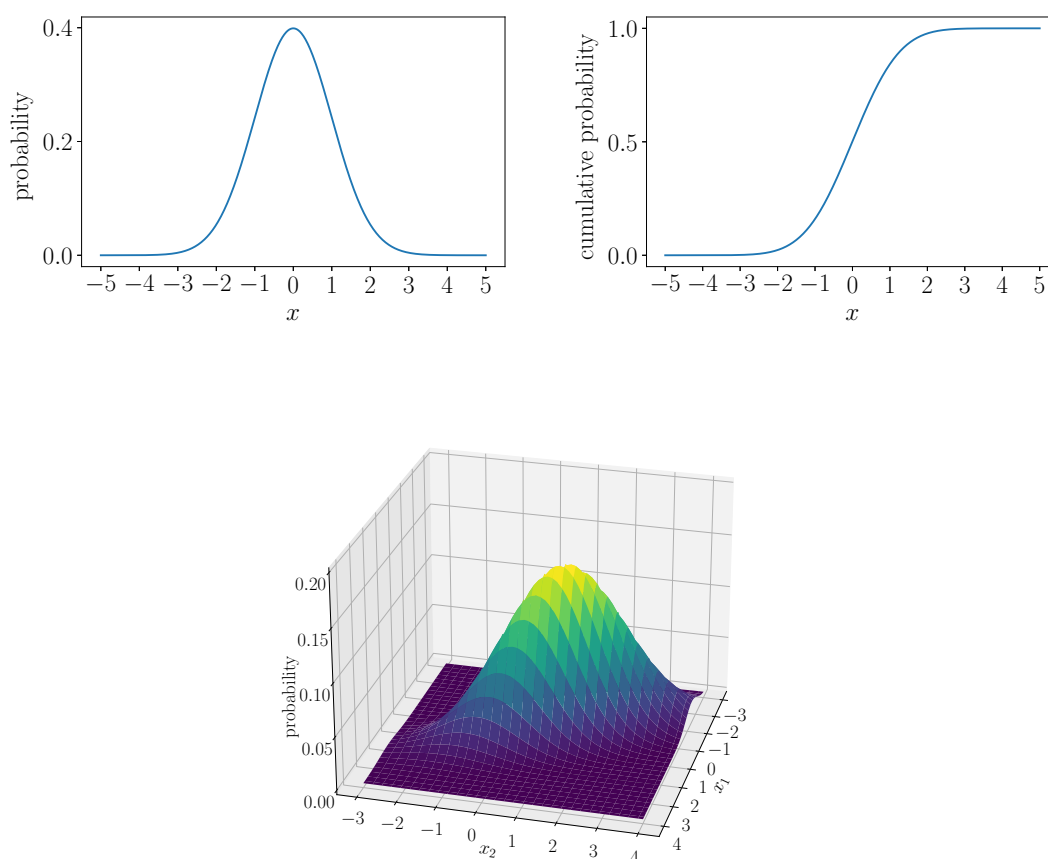 0.4
0.2
0.0
probability
−5 −4 −3 −2 −1 0 1 2 3 4 5
x
1.0
0.5
0.0
cumulative probability
−5 −4 −3 −2 −1 0 1 2 3 4 5
x
0.20
0.15
0.10
0.05
0.00
probability
−3 −2 −1 0 1 2 3 4
x₂
−3 −2 −1 0 1 2 3 4
x₁